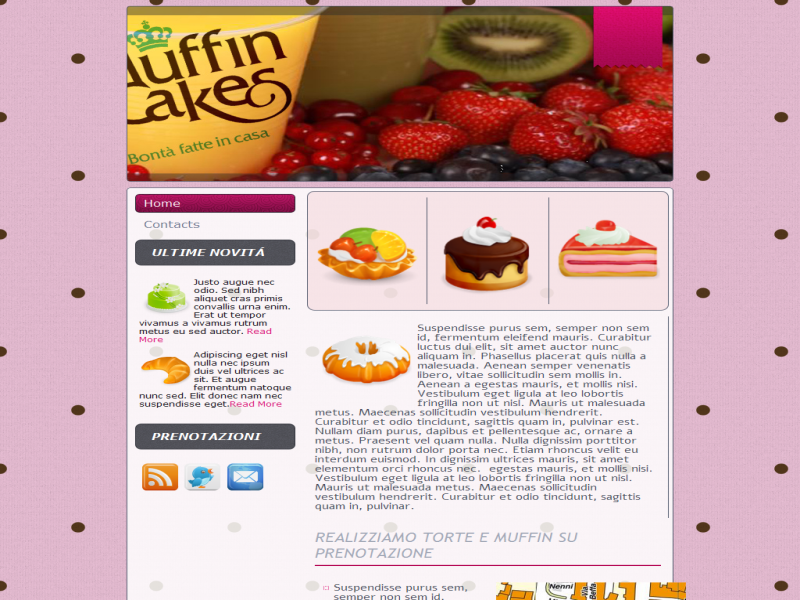 Muffin
Cakes
Bontà fatte in casa
Home
Contacts
ULTIME NOVITÁ
Justo augue nec
odio. Sed nibh
aliquet cras primis
convallis urna enim.
Erat ut tempor
vivamus a vivamus rutrum
metus eu sed auctor. Read
More
Adipiscing eget nisl
nulla nec ipsum
duis vel ultrices ac
sit. Et augue
fermentum natoque
nunc sed. Elit donec nam nec
suspendisse eget.Read More
PRENOTAZIONI
Suspendisse purus sem, semper non sem
id, fermentum eleifend mauris. Curabitur
luctus dui elit, sit amet auctor nunc
aliquam in. Phasellus placerat quis nulla a
malesuada. Aenean semper venenatis
libero, vitae sollicitudin sem mollis in.
Aenean a egestas mauris, et mollis nisi.
Vestibulum eget ligula at leo lobortis
fringilla non ut nisl. Mauris ut malesuada
metus. Maecenas sollicitudin vestibulum hendrerit.
Curabitur et odio tincidunt, sagittis quam in, pulvinar est.
Nullam diam purus, dapibus et pellentesque ac, ornare a
metus. Praesent vel quam nulla. Nulla dignissim porttitor
nibh, non rutrum dolor porta nec. Etiam rhoncus velit eu
interdum euismod. In dignissim ultrices mauris, sit amet
elementum orci rhoncus nec.  egestas mauris, et mollis nisi.
Vestibulum eget ligula at leo lobortis fringilla non ut nisl.
Mauris ut malesuada metus. Maecenas sollicitudin
vestibulum hendrerit. Curabitur et odio tincidunt, sagittis
quam in, pulvinar.
REALIZZIAMO TORTE E MUFFIN SU
PRENOTAZIONE
Suspendisse purus sem,
semper non sem id,
Nenni
Via